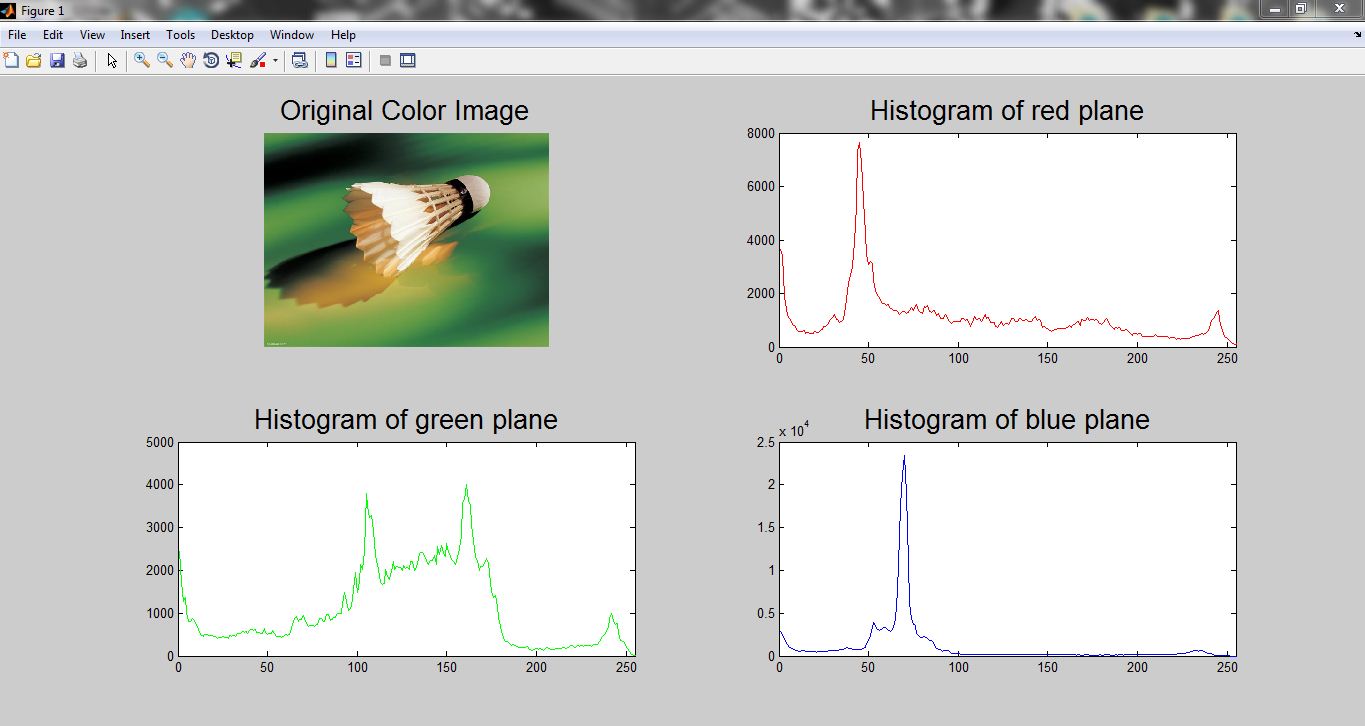 Figure 1
File Edit View Insert Tools Desktop Window Help
Original Color Image
Histogram of red plane
8000
6000
4000
2000
0
0 50 100 150 200 250
Histogram of green plane
5000
4000
3000
2000
1000
0
0 50 100 150 200 250
Histogram of blue plane
x 10^4
2.5
2
1.5
1
0.5
0
0 50 100 150 200 250